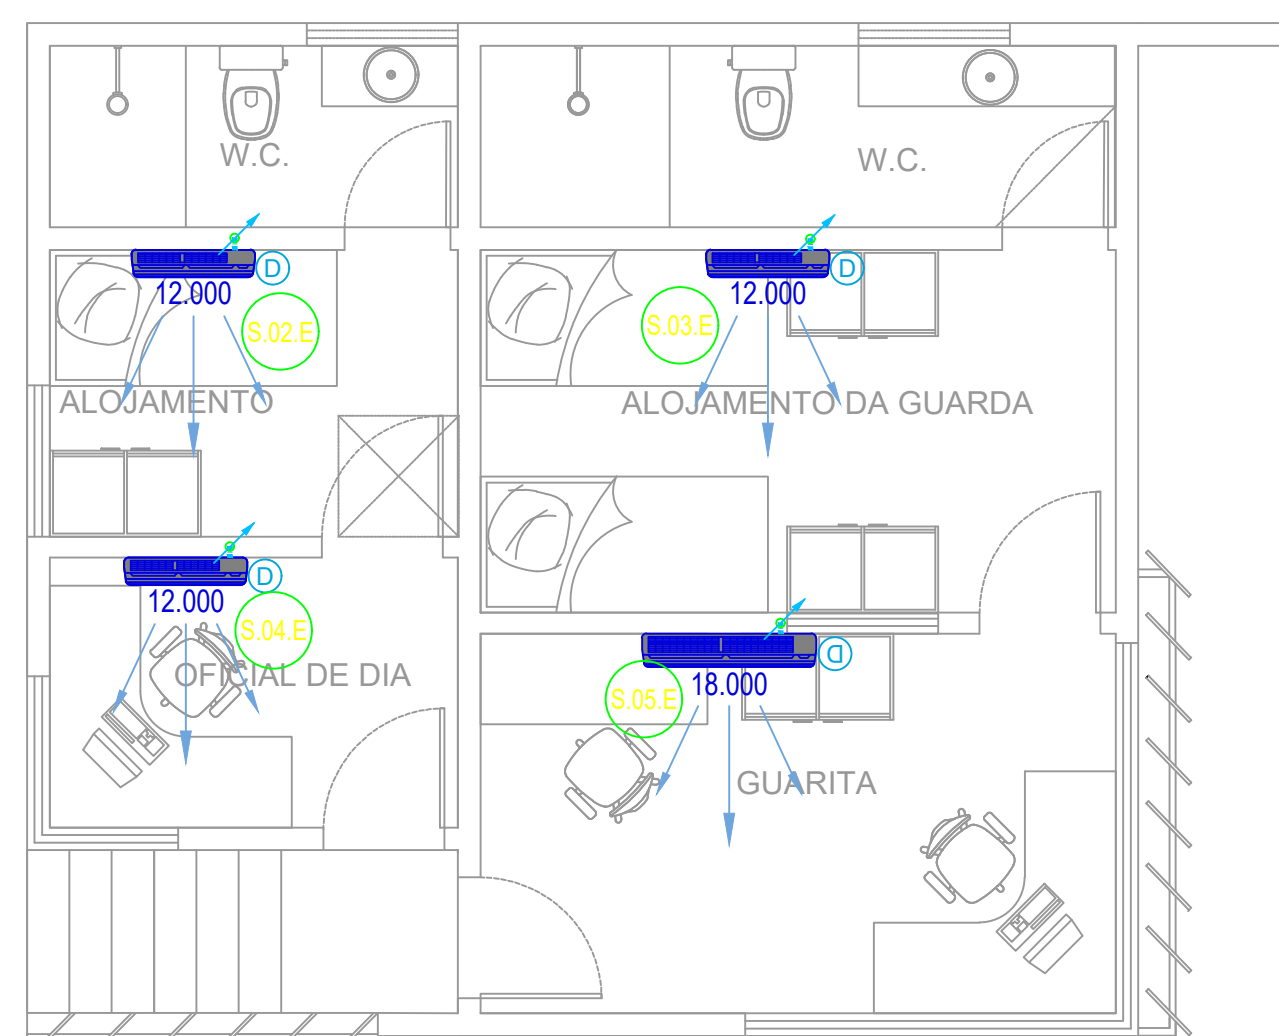 W.C.
W.C.
D
12.000
S.02.E
ALOJAMENTO
D
12.000
S.03.E
ALOJAMENTO DA GUARDA
D
12.000
S.04.E
OFICIAL DE DIA
D
18.000
S.05.E
GUARITA